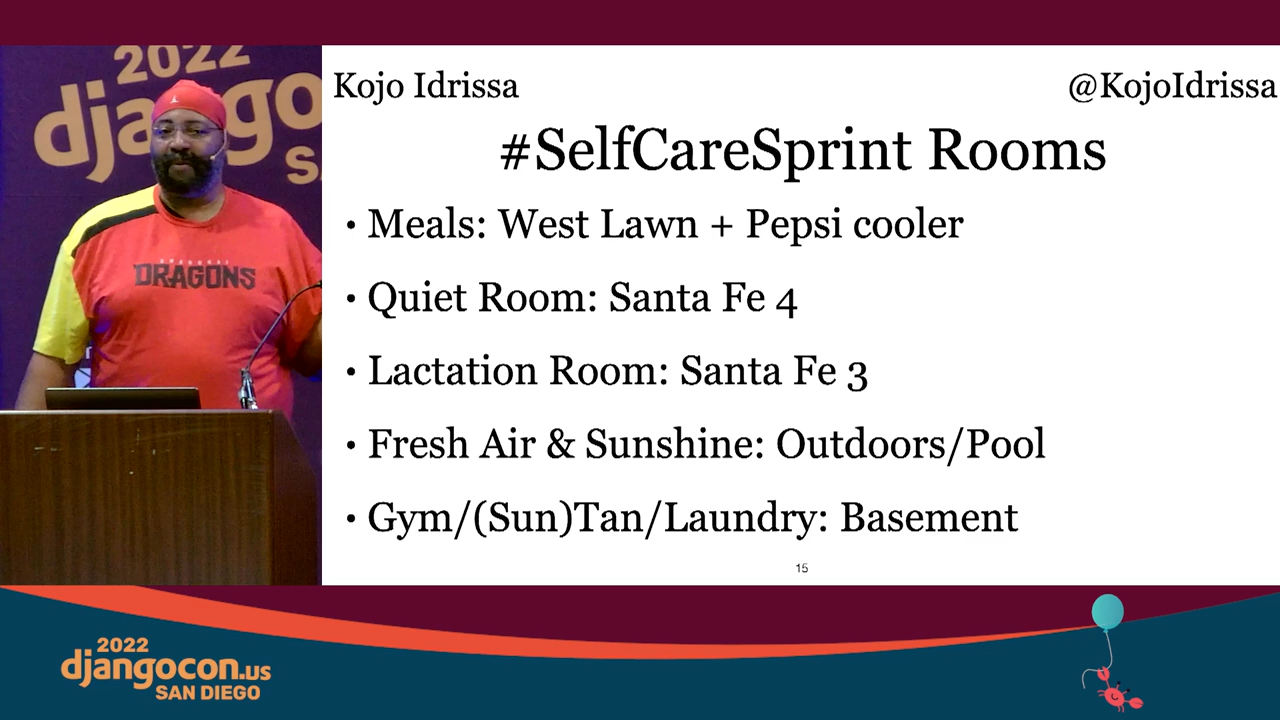 2022
django
S
SHANGHAI
DRAGONS
Kojo Idrissa
@KojoIdrissa
#SelfCareSprint Rooms
• Meals: West Lawn + Pepsi cooler
• Quiet Room: Santa Fe 4
• Lactation Room: Santa Fe 3
• Fresh Air & Sunshine: Outdoors/Pool
• Gym/(Sun)Tan/Laundry: Basement
15
2022
djangocon.us
SAN DIEGO